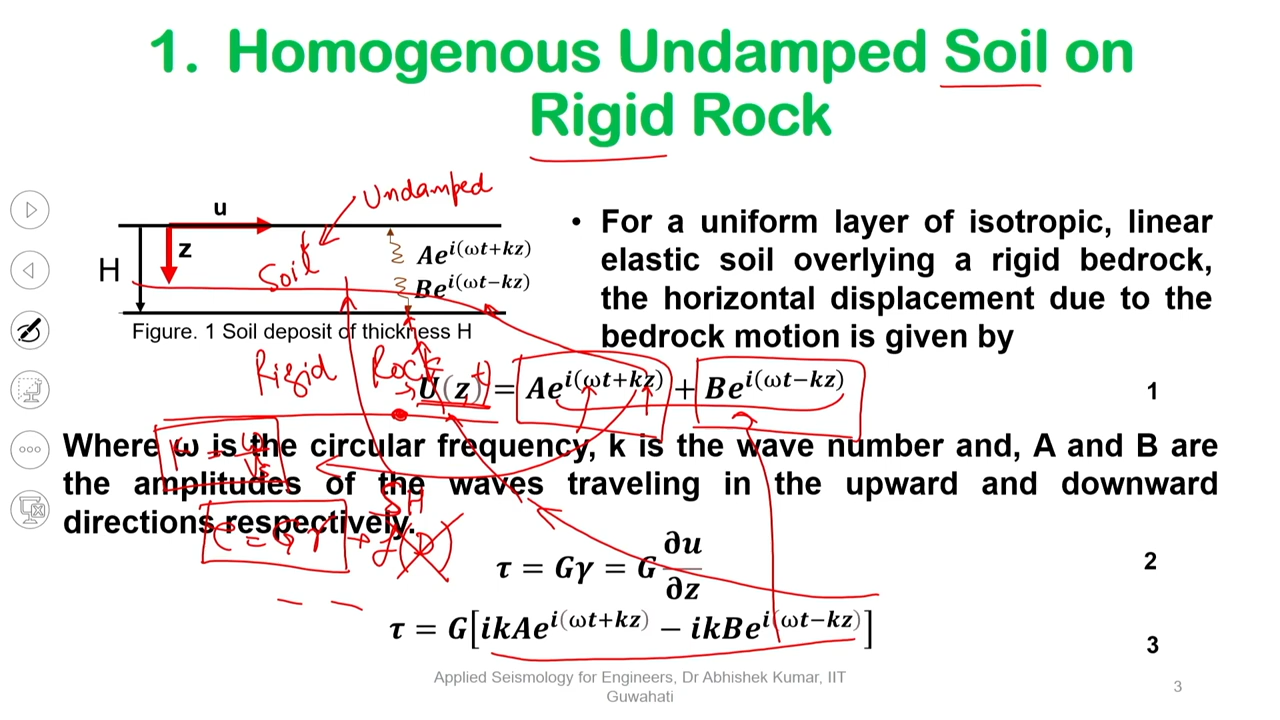 1. Homogenous Undamped Soil on
Rigid Rock
Undamped
u
z
H
Soil
Ae^{i(ωt+kz)}
Be^{i(ωt−kz)}
Figure. 1 Soil deposit of thickness H
Rigid Rock
• For a uniform layer of isotropic, linear
elastic soil overlying a rigid bedrock,
the horizontal displacement due to the
bedrock motion is given by
U(z, t) = Ae^{i(ωt+kz)} + Be^{i(ωt−kz)} 1
Where ω is the circular frequency, k is the wave number and, A and B are
the amplitudes of the waves traveling in the upward and downward
directions respectively.
SH
τ = Gγ = G ∂u/∂z 2
τ = G[ikAe^{i(ωt+kz)} − ikBe^{i(ωt−kz)}] 3
Applied Seismology for Engineers, Dr Abhishek Kumar, IIT
Guwahati
3